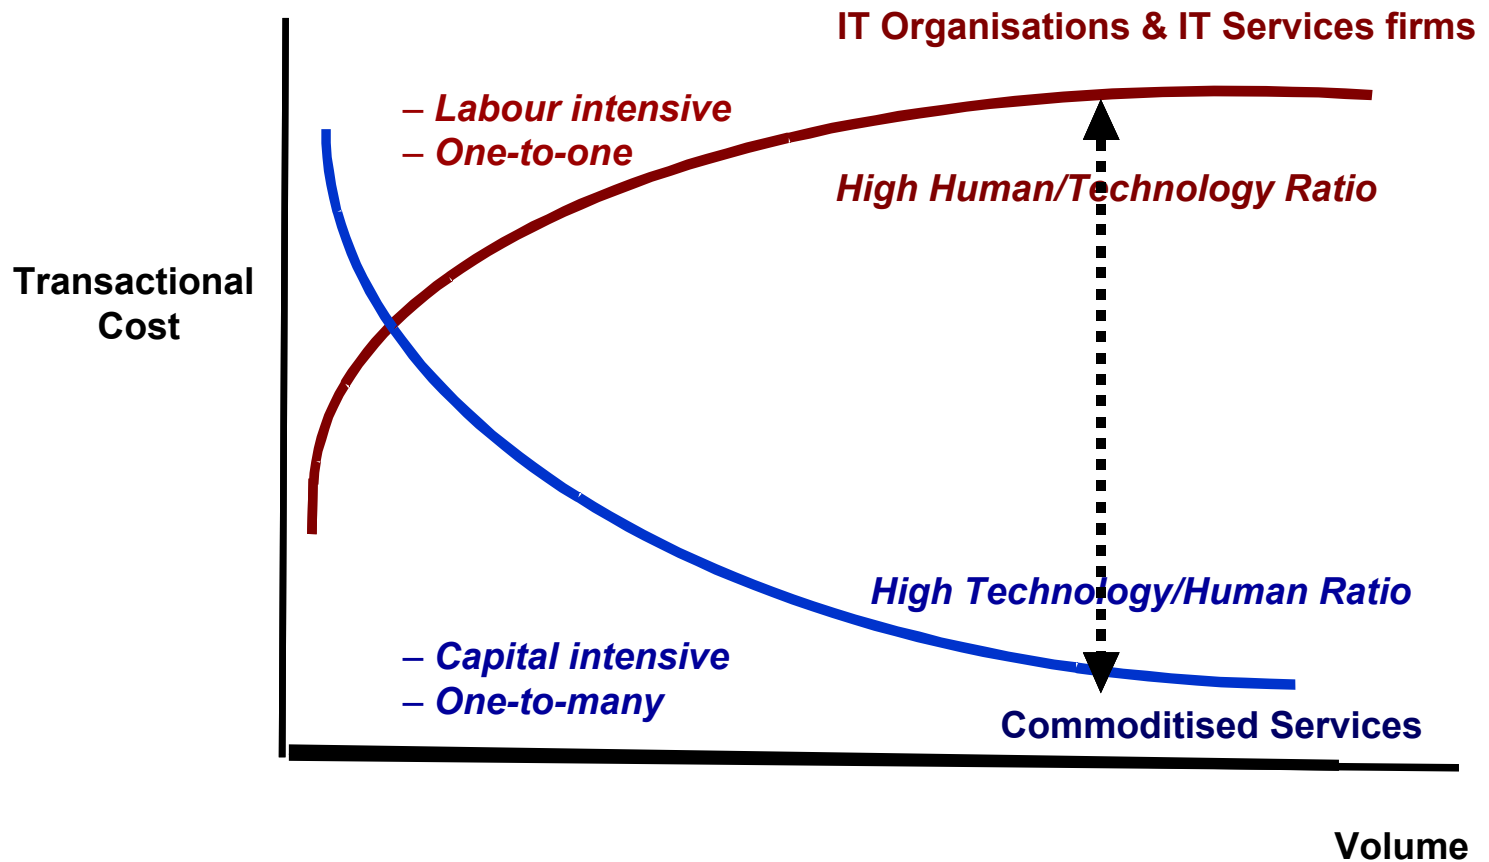 IT Organisations & IT Services firms
– Labour intensive
– One-to-one
High Human/Technology Ratio
Transactional
Cost
High Technology/Human Ratio
– Capital intensive
– One-to-many
Commoditised Services
Volume